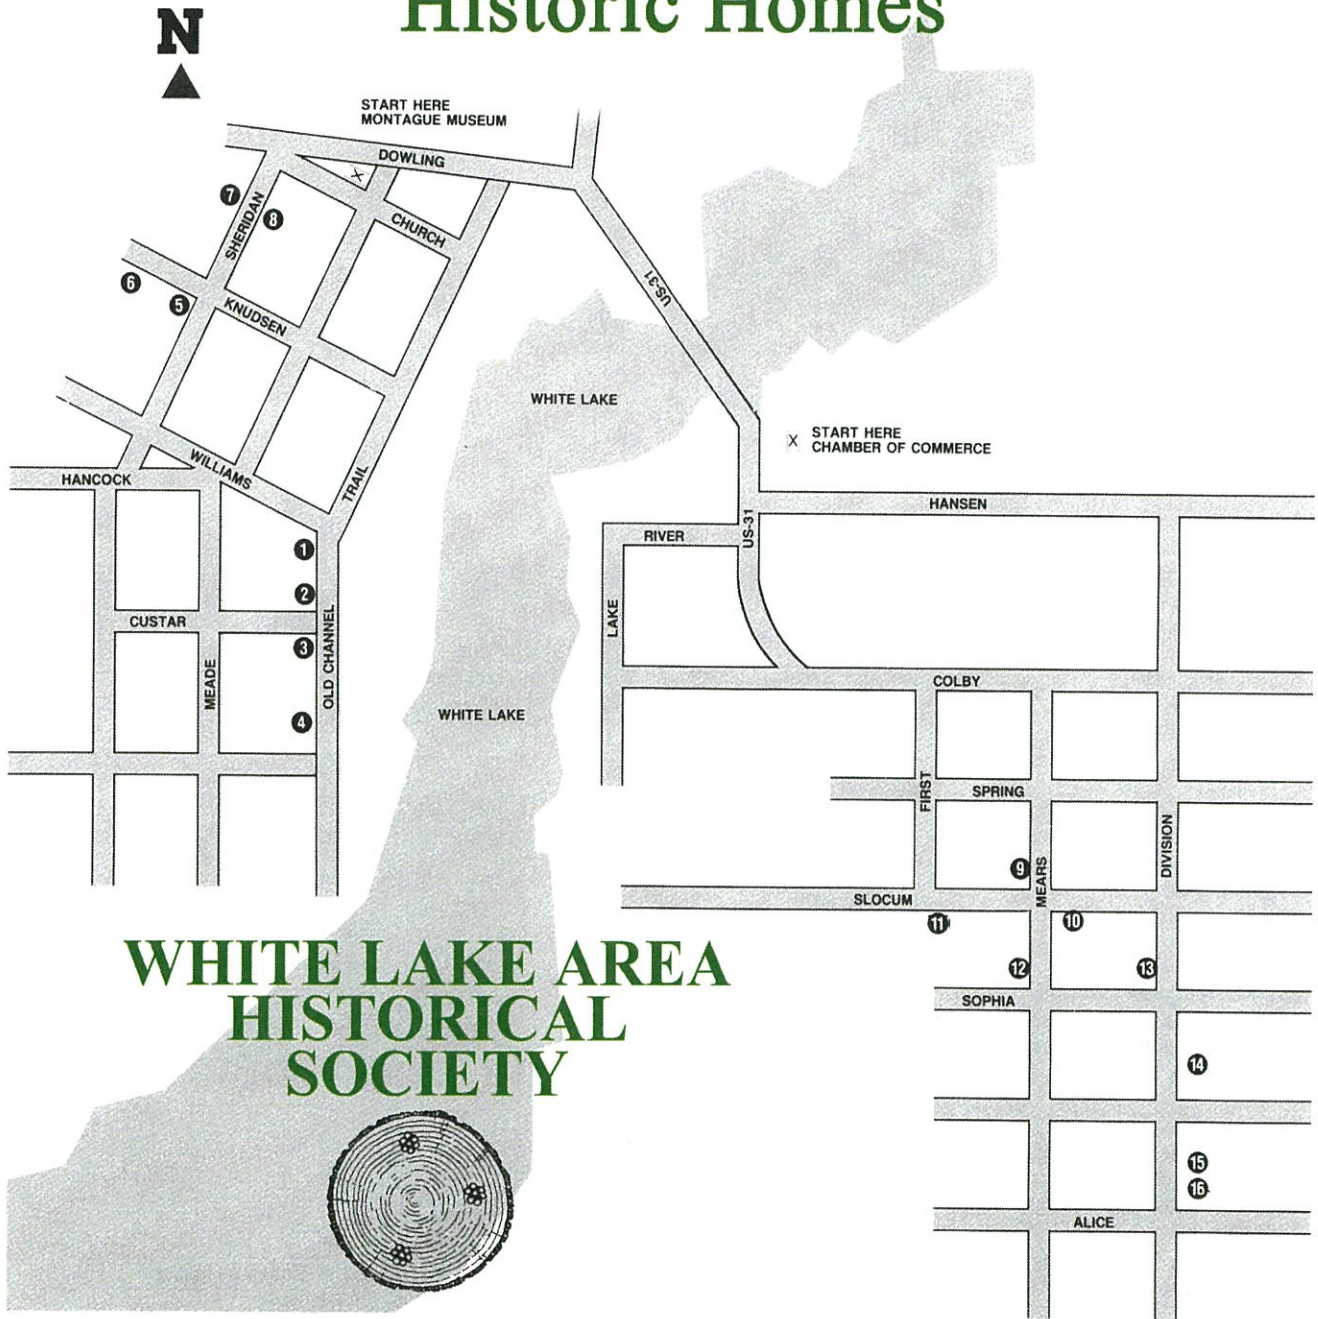 Historic Homes
N
START HERE
MONTAGUE MUSEUM
DOWLING
X
7
8
SHERIDAN
CHURCH
6
5
KNUDSEN
US-31
WHITE LAKE
X START HERE
CHAMBER OF COMMERCE
HANCOCK
WILLIAMS
TRAIL
HANSEN
RIVER
US-31
1
2
CUSTAR
LAKE
3
OLD CHANNEL
MEADE
COLBY
4
WHITE LAKE
FIRST
SPRING
DIVISION
9
MEARS
SLOCUM
11
10
12
13
SOPHIA
WHITE LAKE AREA
HISTORICAL
SOCIETY
14
15
16
ALICE